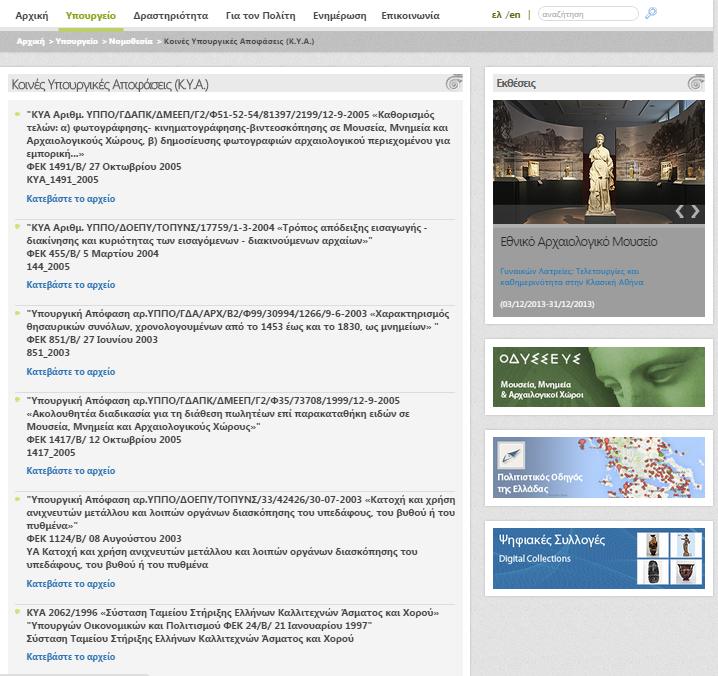 Αρχική Υπουργείο Δραστηριότητα Για τον Πολίτη Ενημέρωση Επικοινωνία ελ /en | αναζήτηση
Αρχική > Υπουργείο > Νομοθεσία > Κοινές Υπουργικές Αποφάσεις (Κ.Υ.Α.)
Κοινές Υπουργικές Αποφάσεις (Κ.Υ.Α.)
"ΚΥΑ Αριθμ. ΥΠΠΟ/ΓΔΑΠΚ/ΔΜΕΕΠ/Γ2/Φ51-52-54/81397/2199/12-9-2005 «Καθορισμός
τελών: α) φωτογράφησης- κινηματογράφησης-βιντεοσκόπησης σε Μουσεία, Μνημεία και
Αρχαιολογικούς Χώρους, β) δημοσίευσης φωτογραφιών αρχαιολογικού περιεχομένου για
εμπορική...»
ΦΕΚ 1491/Β/ 27 Οκτωβρίου 2005
ΚΥΑ_1491_2005
Κατεβάστε το αρχείο
"ΚΥΑ Αριθμ. ΥΠΠΟ/ΔΟΕΠΥ/ΤΟΠΥΝΣ/17759/1-3-2004 «Τρόπος απόδειξης εισαγωγής -
διακίνησης και κυριότητας των εισαγόμενων - διακινούμενων αρχαίων»"
ΦΕΚ 455/Β/ 5 Μαρτίου 2004
144_2005
Κατεβάστε το αρχείο
"Υπουργική Απόφαση αρ.ΥΠΠΟ/ΓΔΑ/ΑΡΧ/Β2/Φ99/30994/1266/9-6-2003 «Χαρακτηρισμός
θησαυρικών συνόλων, χρονολογουμένων από το 1453 έως και το 1830, ως μνημείων» "
ΦΕΚ 851/Β/ 27 Ιουνίου 2003
851_2003
Κατεβάστε το αρχείο
"Υπουργική Απόφαση αρ.ΥΠΠΟ/ΓΔΑΠΚ/ΔΜΕΕΠ/Γ2/Φ35/73708/1999/12-9-2005
«Ακολουθητέα διαδικασία για τη διάθεση πωλητέων επί παρακαταθήκη ειδών σε
Μουσεία, Μνημεία και Αρχαιολογικούς Χώρους»"
ΦΕΚ 1417/Β/ 12 Οκτωβρίου 2005
1417_2005
Κατεβάστε το αρχείο
"Υπουργική Απόφαση αρ.ΥΠΠΟ/ΔΟΕΠΥ/ΤΟΠΥΝΣ/33/42426/30-07-2003 «Κατοχή και χρήση
ανιχνευτών μετάλλου και λοιπών οργάνων διασκόπησης του υπεδάφους, του βυθού ή του
πυθμένα»"
ΦΕΚ 1124/Β/ 08 Αυγούστου 2003
ΥΑ Κατοχή και χρήση ανιχνευτών μετάλλου και λοιπών οργάνων διασκόπησης του
υπεδάφους, του βυθού ή του πυθμένα
Κατεβάστε το αρχείο
ΚΥΑ 2062/1996 «Σύσταση Ταμείου Στήριξης Ελλήνων Καλλιτεχνών Άσματος και Χορού»
"Υπουργών Οικονομικών και Πολιτισμού ΦΕΚ 24/Β/ 21 Ιανουαρίου 1997"
Σύσταση Ταμείου Στήριξης Ελλήνων Καλλιτεχνών Άσματος και Χορού
Κατεβάστε το αρχείο
Εκθέσεις
Εθνικό Αρχαιολογικό Μουσείο
Γυναικών Λατρείες: Τελετουργίες και
καθημερινότητα στην Κλασική Αθήνα
(03/12/2013-31/12/2013)
ΟΔΥΣΣΕΥΣ
Μουσεία, Μνημεία
& Αρχαιλογικοί Χώροι
Πολιτιστικός Οδηγός
της Ελλάδας
Ψηφιακές Συλλογές
Digital Collections